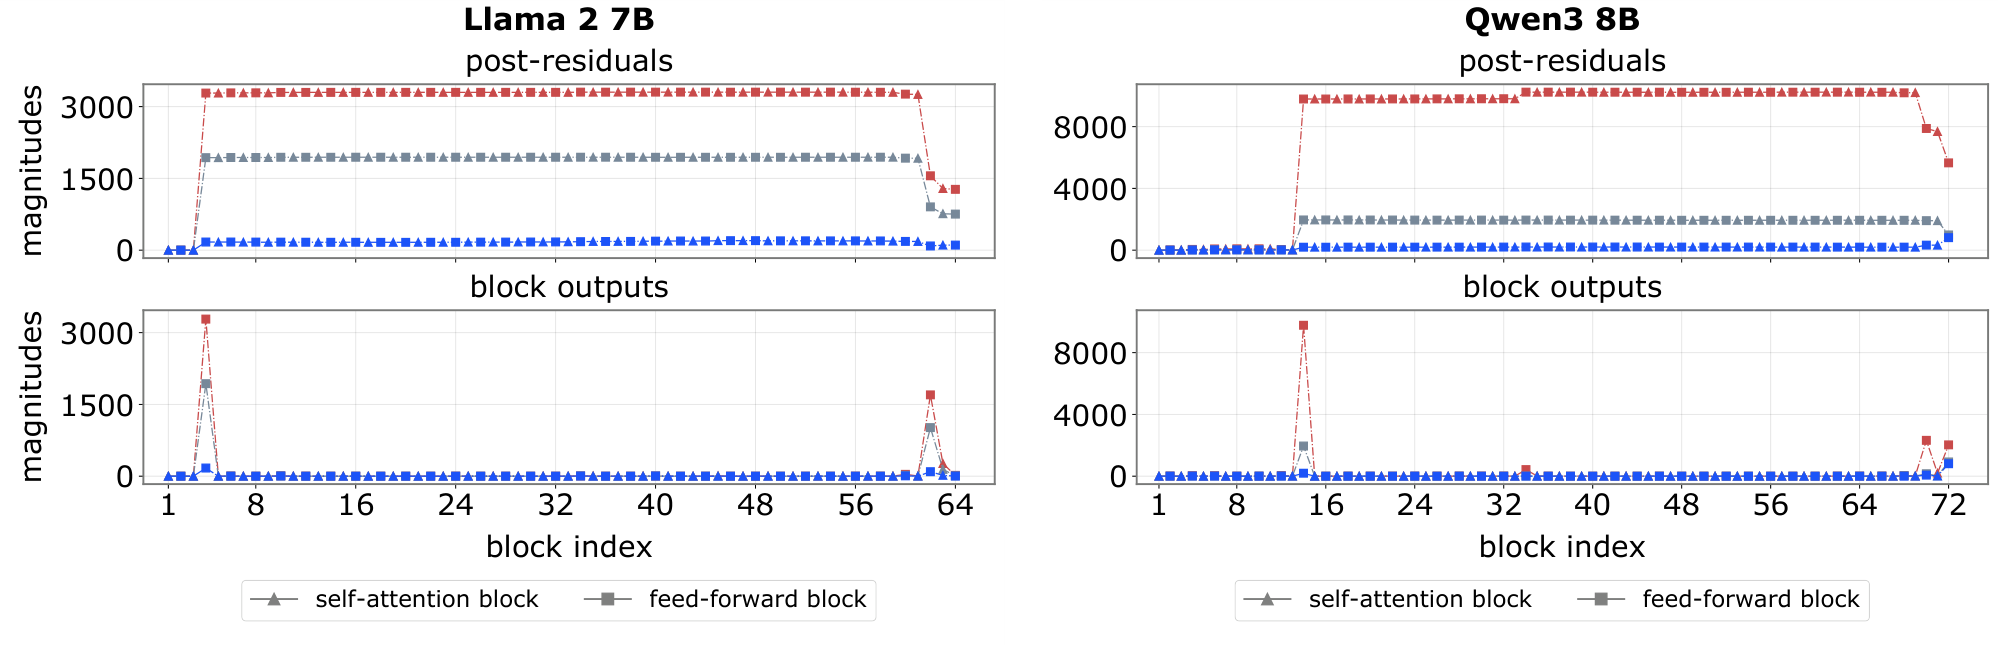 Llama 2 7B
post-residuals
magnitudes
3000
1500
0
block outputs
magnitudes
3000
1500
0
1 8 16 24 32 40 48 56 64
block index
self-attention block feed-forward block
Qwen3 8B
post-residuals
8000
4000
0
block outputs
8000
4000
0
1 8 16 24 32 40 48 56 64 72
block index
self-attention block feed-forward block